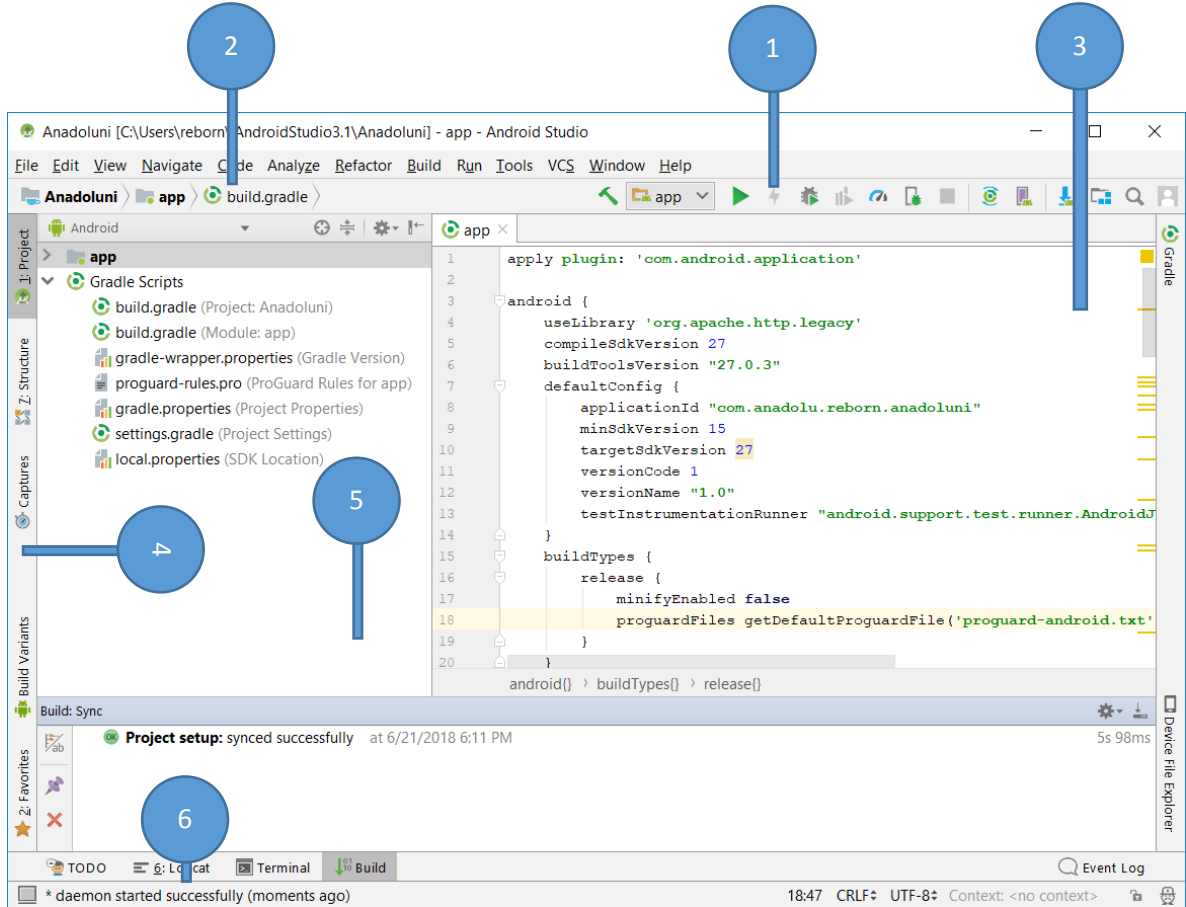 2
1
3
Anadoluni [C:\Users\reborn\AndroidStudio3.1\Anadoluni] - app - Android Studio
File Edit View Navigate Code Analyze Refactor Build Run Tools VCS Window Help
Anadoluni app build.gradle app
1: Project
Android
app
Gradle
app
Gradle Scripts
build.gradle (Project: Anadoluni)
build.gradle (Module: app)
gradle-wrapper.properties (Gradle Version)
proguard-rules.pro (ProGuard Rules for app)
gradle.properties (Project Properties)
settings.gradle (Project Settings)
local.properties (SDK Location)
Z: Structure
Captures
4
5
1 apply plugin: 'com.android.application'
2
3 android {
4 useLibrary 'org.apache.http.legacy'
5 compileSdkVersion 27
6 buildToolsVersion "27.0.3"
7 defaultConfig {
8 applicationId "com.anadolu.reborn.anadoluni"
9 minSdkVersion 15
10 targetSdkVersion 27
11 versionCode 1
12 versionName "1.0"
13 testInstrumentationRunner "android.support.test.runner.AndroidJ
14 }
15 buildTypes {
16 release {
17 minifyEnabled false
18 proguardFiles getDefaultProguardFile('proguard-android.txt'
19 }
20 }
android{} › buildTypes{} › release{}
Build Variants
Build: Sync
OK Project setup: synced successfully at 6/21/2018 6:11 PM 5s 98ms
2: Favorites
Device File Explorer
6
TODO 6: Logcat Terminal Build Event Log
* daemon started successfully (moments ago) 18:47 CRLF UTF-8 Context: <no context>